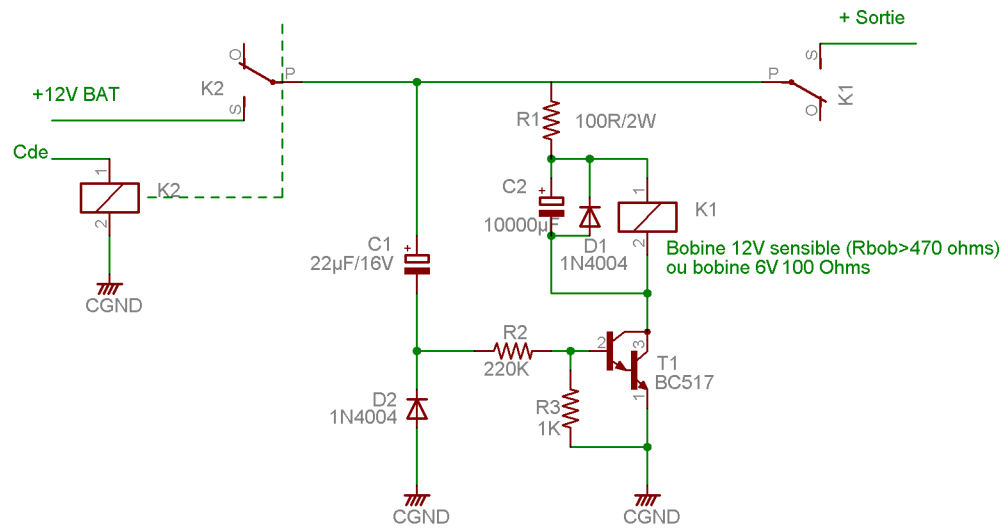 + Sortie
O
P
K2
S
+12V BAT
Cde
1
K2
2
CGND
S
P
K1
O
R1
100R/2W
C2
+
10000µF
D1
1N4004
1
K1
2
Bobine 12V sensible (Rbob>470 ohms)
ou bobine 6V 100 Ohms
C1
+
22µF/16V
R2
220K
2
3
T1
BC517
1
D2
1N4004
R3
1K
CGND
CGND